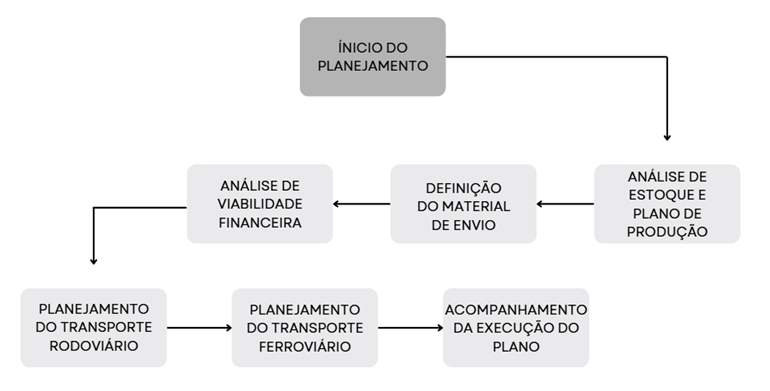 ÍNICIO DO
PLANEJAMENTO
ANÁLISE DE
ESTOQUE E
PLANO DE
PRODUÇÃO
DEFINIÇÃO
DO MATERIAL
DE ENVIO
ANÁLISE DE
VIABILIDADE
FINANCEIRA
PLANEJAMENTO
DO TRANSPORTE
RODOVIÁRIO
PLANEJAMENTO
DO TRANSPORTE
FERROVIÁRIO
ACOMPANHAMENTO
DA EXECUÇÃO DO
PLANO